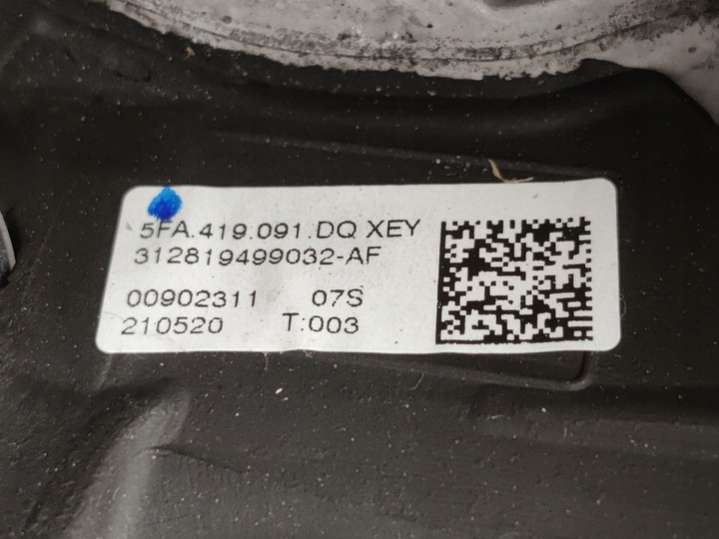 5FA.419.091.DQ XEY
312819499032-AF
00902311 07S
210520 T:003